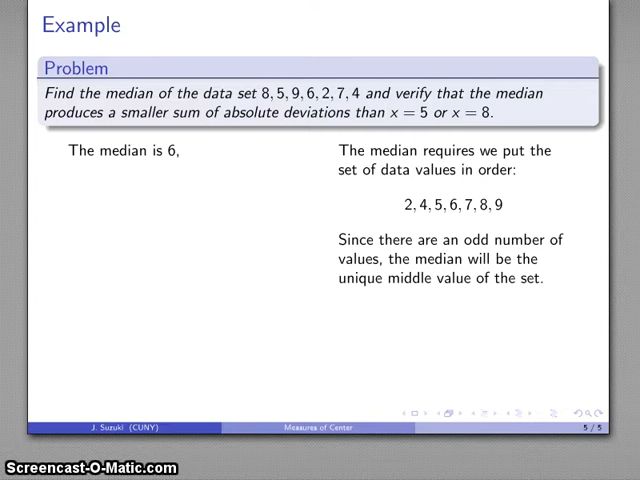 Example
Problem
Find the median of the data set 8, 5, 9, 6, 2, 7, 4 and verify that the median
produces a smaller sum of absolute deviations than x = 5 or x = 8.
The median is 6,
The median requires we put the
set of data values in order:
2, 4, 5, 6, 7, 8, 9
Since there are an odd number of
values, the median will be the
unique middle value of the set.
J. Suzuki (CUNY)
Measures of Center
5 / 5
Screencast-O-Matic.com